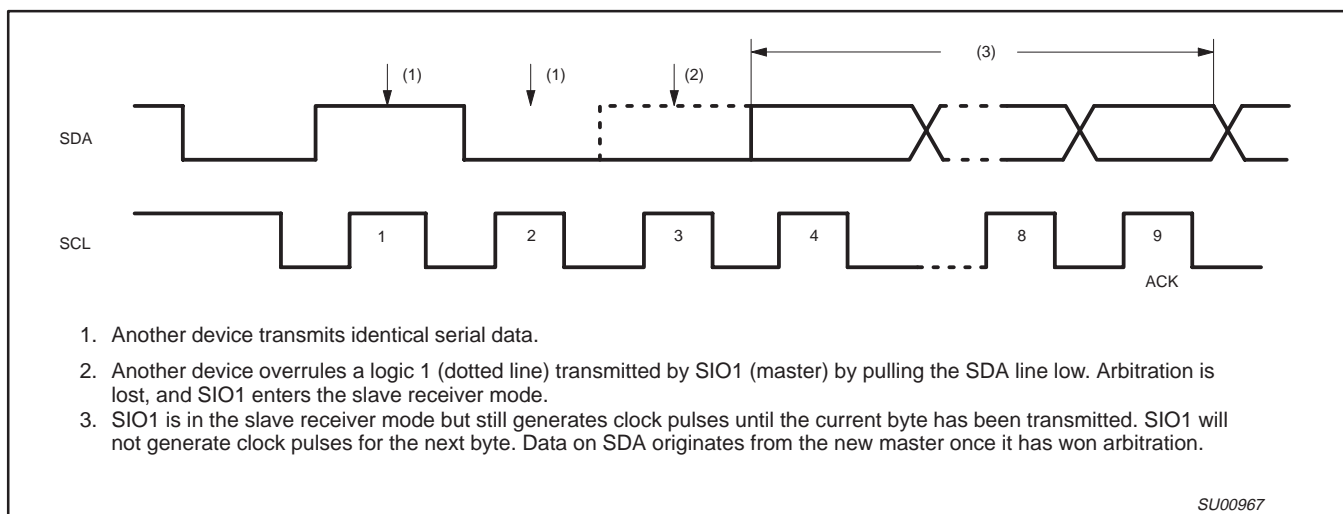 (3)
(1) (1) (2)
SDA
SCL
1 2 3 4 8 9
ACK
1. Another device transmits identical serial data.
2. Another device overrules a logic 1 (dotted line) transmitted by SIO1 (master) by pulling the SDA line low. Arbitration is
lost, and SIO1 enters the slave receiver mode.
3. SIO1 is in the slave receiver mode but still generates clock pulses until the current byte has been transmitted. SIO1 will
not generate clock pulses for the next byte. Data on SDA originates from the new master once it has won arbitration.
SU00967